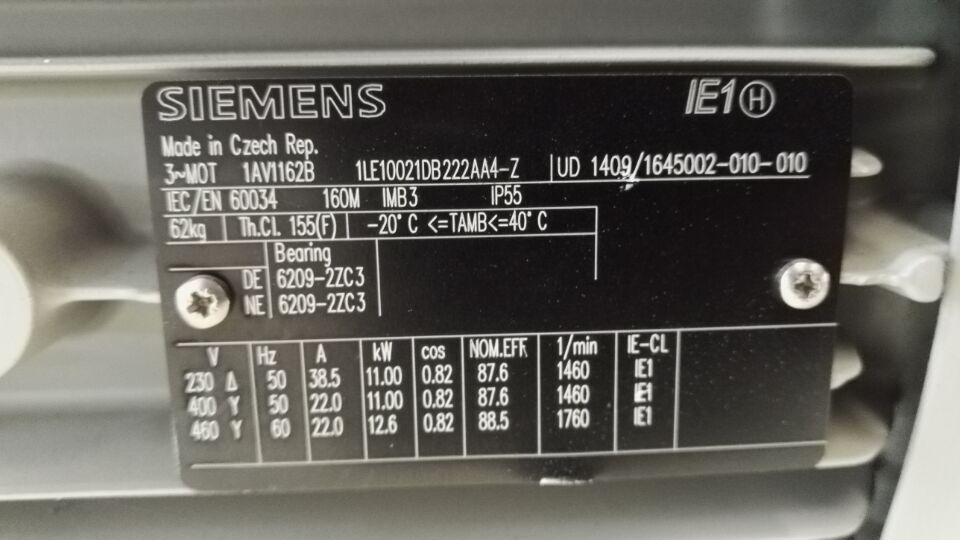 SIEMENS IE1 Ⓗ
Made in Czech Rep.
3~MOT 1AV1162B 1LE10021DB222AA4-Z UD 1409/1645002-010-010
IEC/EN 60034 160M IMB3 IP55
62kg Th.Cl. 155(F) -20°C <=TAMB<=40°C
Bearing
DE 6209-2ZC3
NE 6209-2ZC3
V Hz A kW cos NOM.EFF 1/min IE-CL
230 Δ 50 38.5 11.00 0.82 87.6 1460 IE1
400 Y 50 22.0 11.00 0.82 87.6 1460 IE1
460 Y 60 22.0 12.6 0.82 88.5 1760 IE1